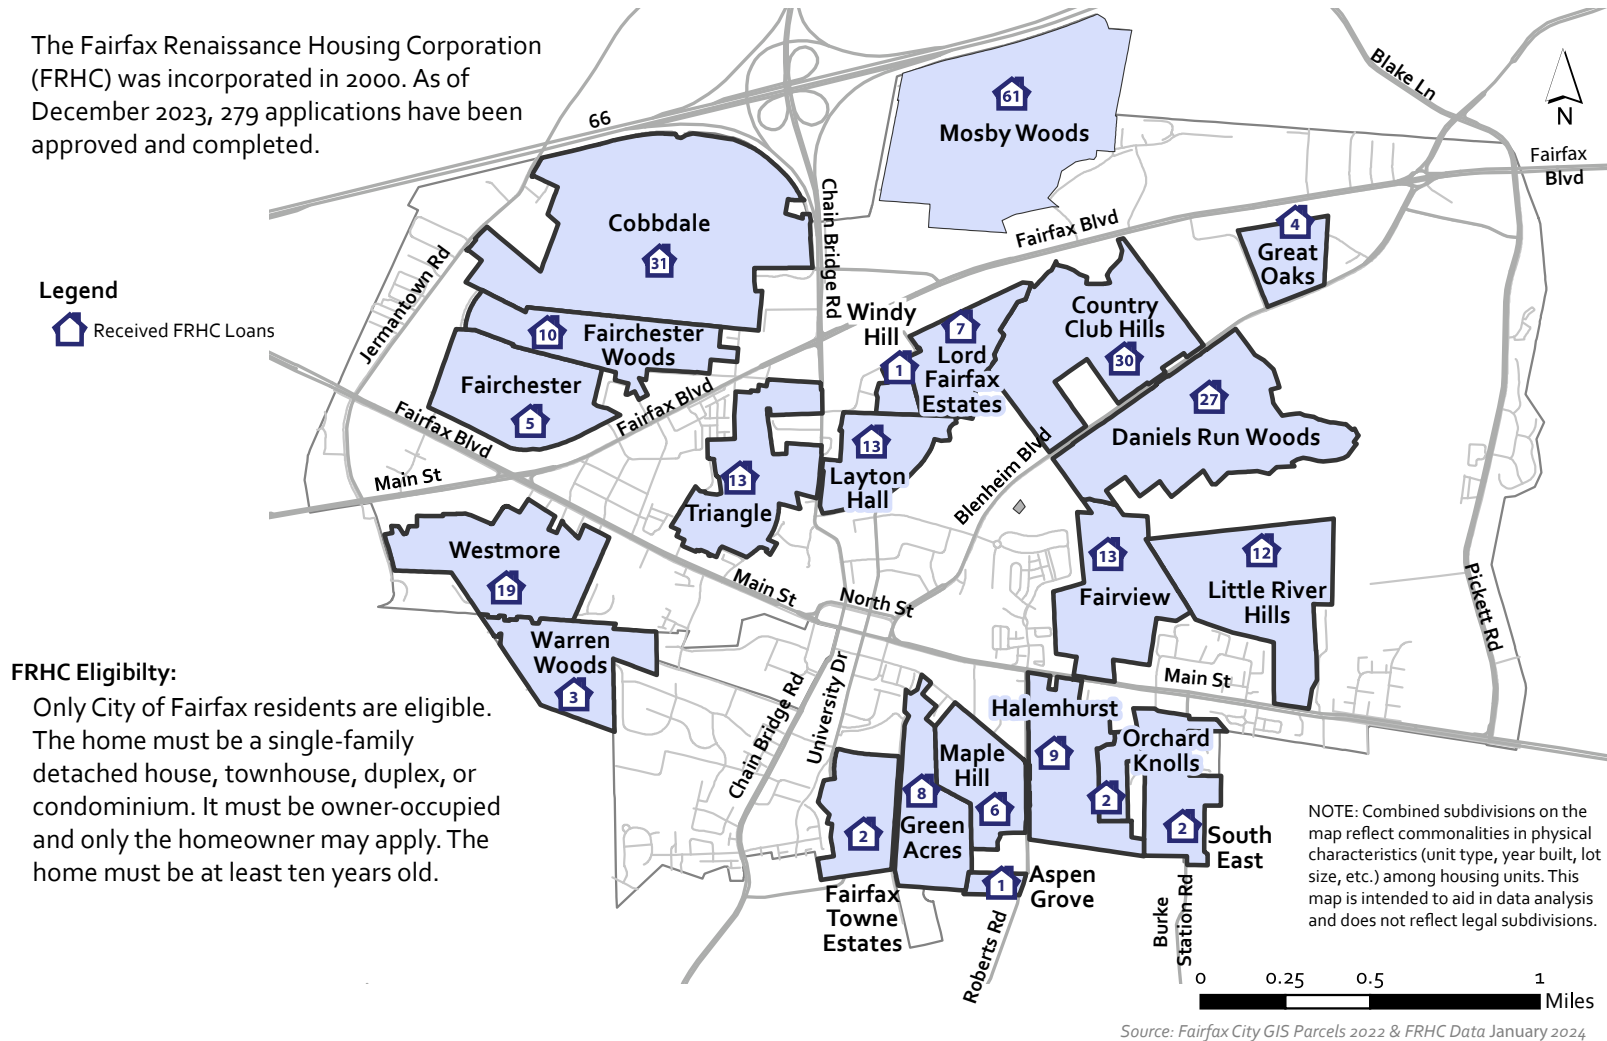 The Fairfax Renaissance Housing Corporation
(FRHC) was incorporated in 2000. As of
December 2023, 279 applications have been
approved and completed.
66
61
Mosby Woods
Blake Ln
N
Fairfax
Blvd
Cobbdale
31
Chain Bridge Rd
Fairfax Blvd
4
Great
Oaks
Jermantown Rd
Legend
Received FRHC Loans
10
Fairchester
Woods
Windy
Hill
1
7
Lord
Fairfax
Estates
Country
Club Hills
30
Fairchester
5
Fairfax Blvd
Fairfax Blvd
27
Daniels Run Woods
Main St
13
Triangle
13
Layton
Hall
Blenheim Blvd
Westmore
19
13
Fairview
12
Little River
Hills
Pickett Rd
Main St
North St
Warren
Woods
3
FRHC Eligibilty:
Only City of Fairfax residents are eligible.
The home must be a single-family
detached house, townhouse, duplex, or
condominium. It must be owner-occupied
and only the homeowner may apply. The
home must be at least ten years old.
Chain Bridge Rd
University Dr
Main St
Halemhurst
9
Orchard
Knolls
2
Maple
Hill
6
8
Green
Acres
2
Fairfax
Towne
Estates
2
South
East
1
Aspen
Grove
Roberts Rd
Burke
Station Rd
NOTE: Combined subdivisions on the
map reflect commonalities in physical
characteristics (unit type, year built, lot
size, etc.) among housing units. This
map is intended to aid in data analysis
and does not reflect legal subdivisions.
0 0.25 0.5 1
Miles
Source: Fairfax City GIS Parcels 2022 & FRHC Data January 2024